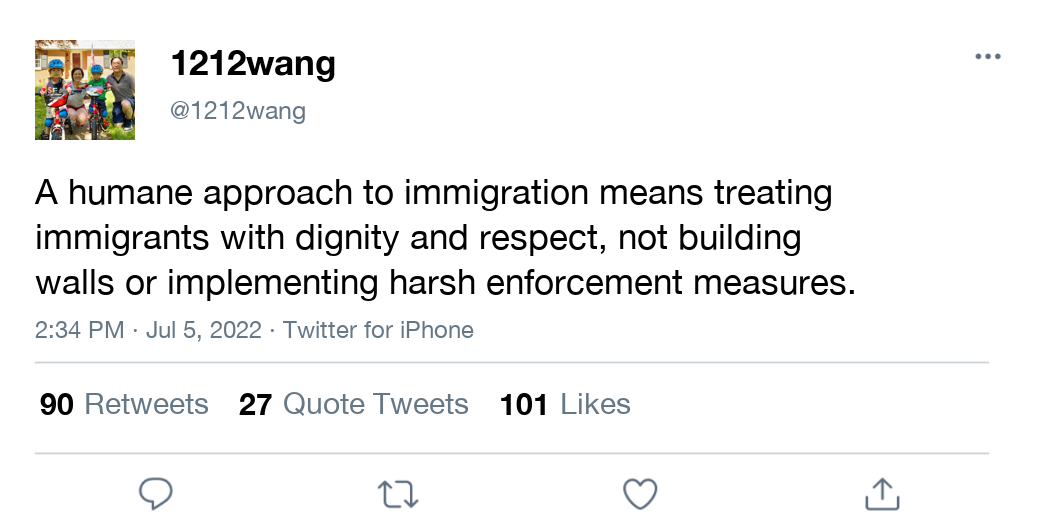 1212wang
@1212wang
A humane approach to immigration means treating
immigrants with dignity and respect, not building
walls or implementing harsh enforcement measures.
2:34 PM · Jul 5, 2022 · Twitter for iPhone
90 Retweets 27 Quote Tweets 101 Likes